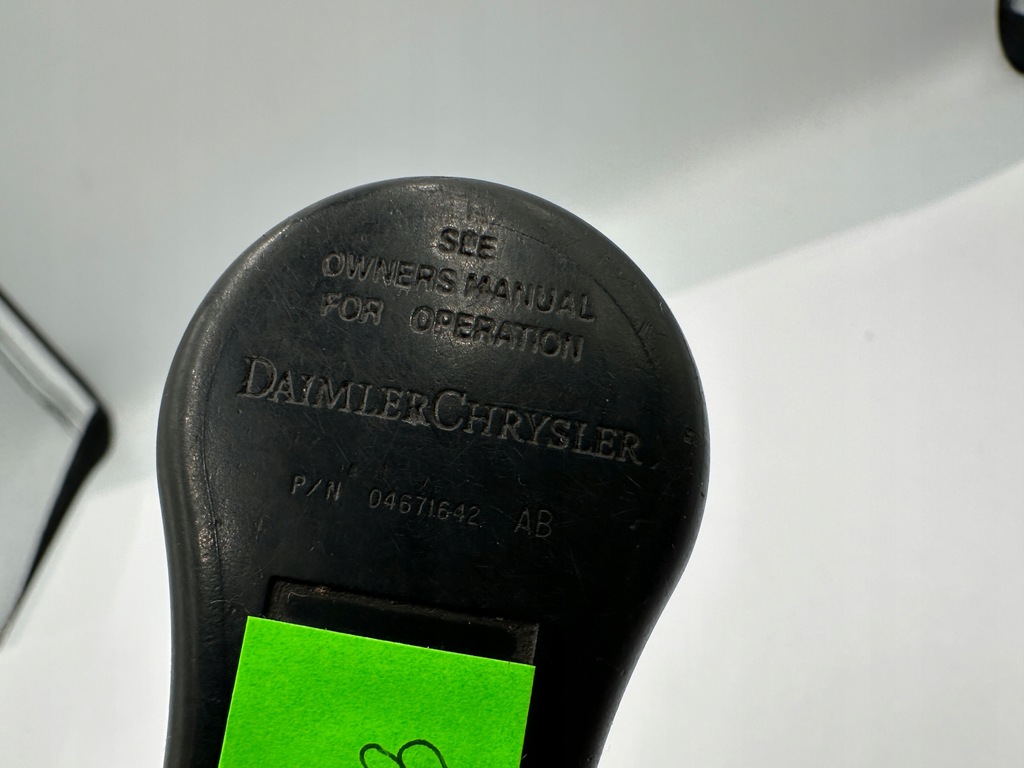 SEE
OWNERS MANUAL
FOR OPERATION
DAIMLERCHRYSLER
P/N 04671642 AB